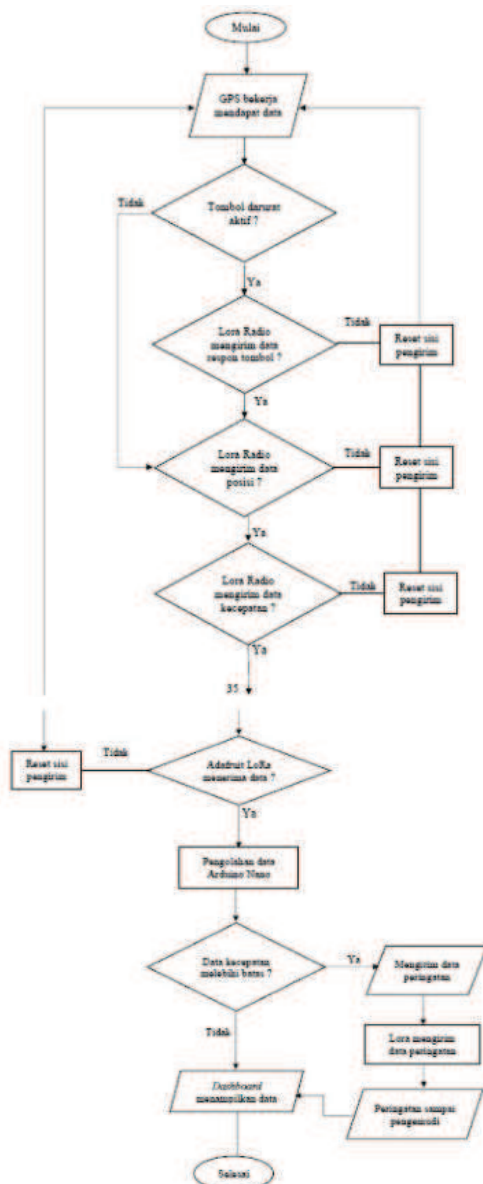 Mulai
GPS bekerja
mendapat data
Tidak
Tombol darurat
aktif ?
Ya
Lora Radio
mengirim data
respon tombol ?
Tidak
Reset sisi
pengirim
Ya
Lora Radio
mengirim data
posisi ?
Tidak
Reset sisi
pengirim
Ya
Lora Radio
mengirim data
kecepatan ?
Tidak
Reset sisi
pengirim
Ya
35
Reset sisi
pengirim
Tidak
Adafruit LoRa
menerima data ?
Ya
Pengolahan data
Arduino Nano
Data kecepatan
melebihi batas ?
Ya
Mengirim data
peringatan
Lora mengirim
data peringatan
Tidak
Dashboard
menampilkan data
Peringatan sampai
pengemudi
Selesai